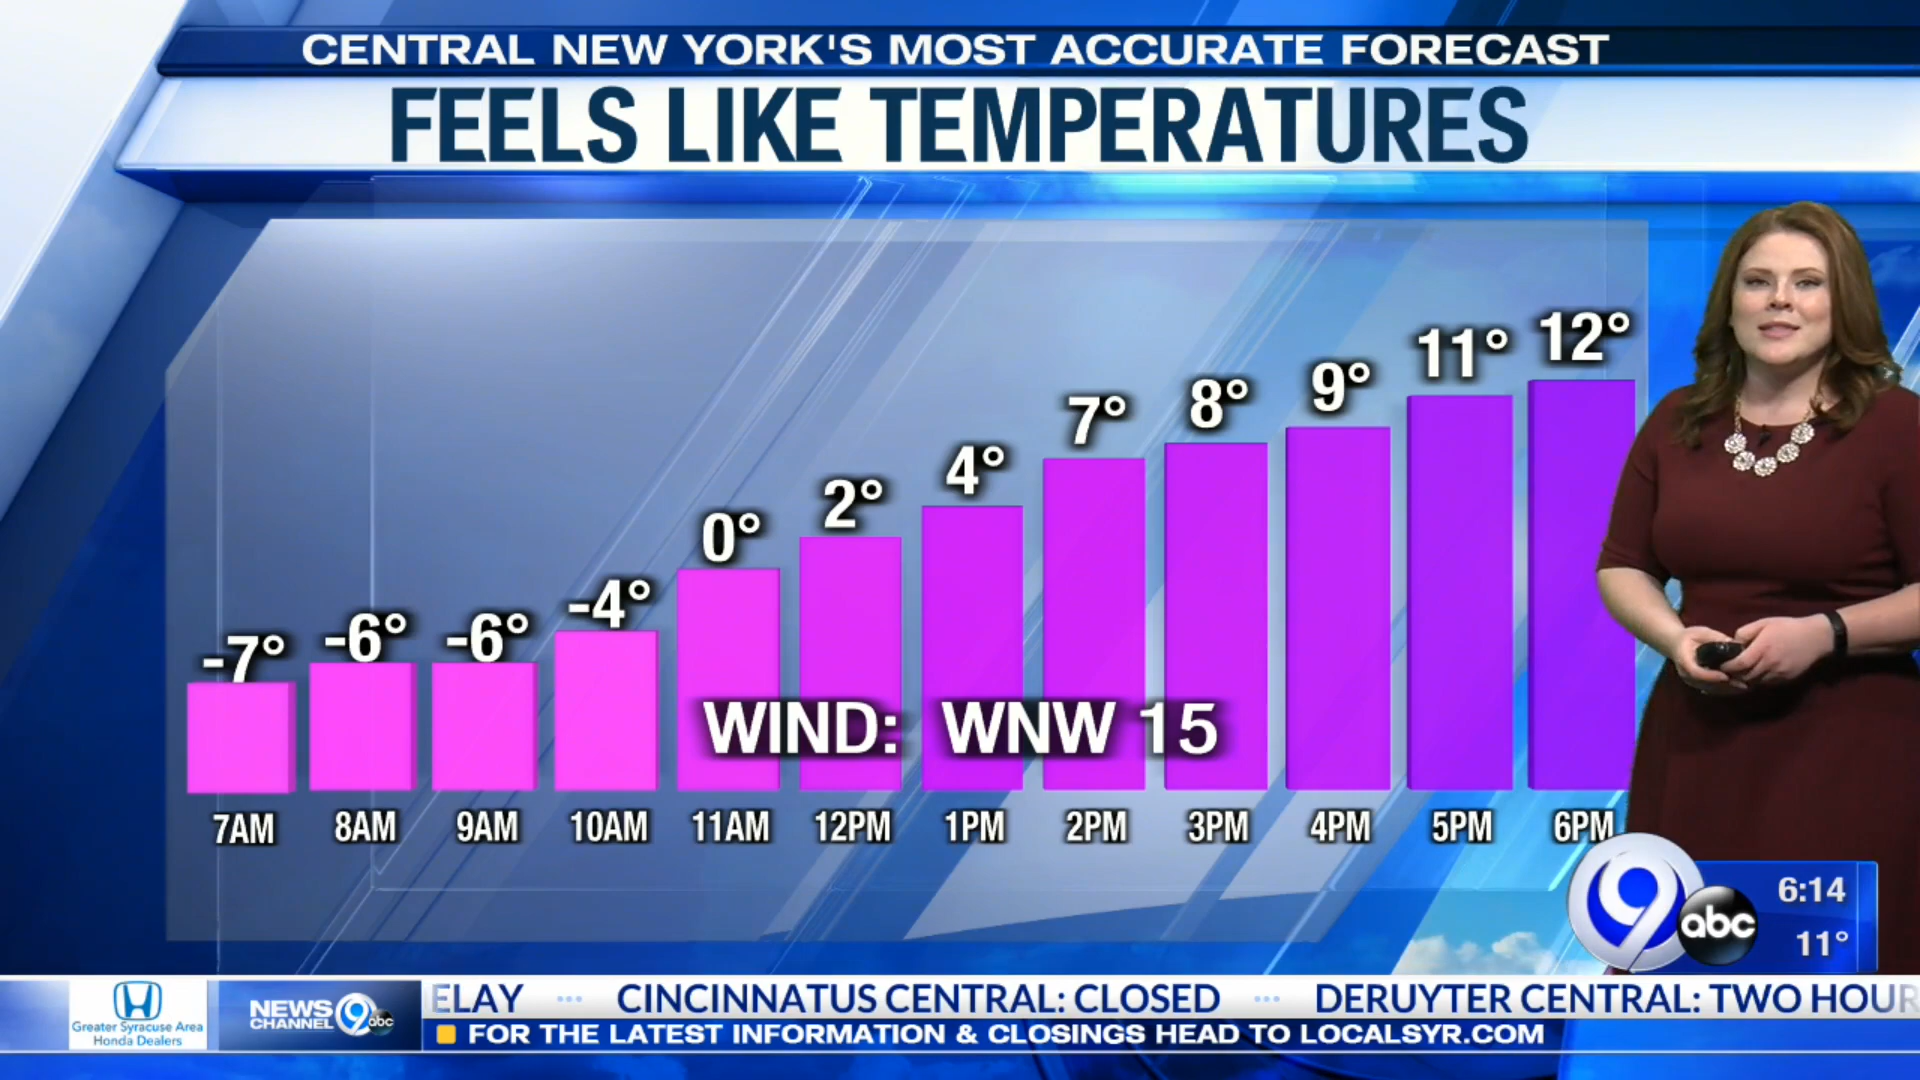 CENTRAL NEW YORK'S MOST ACCURATE FORECAST
FEELS LIKE TEMPERATURES
-7° -6° -6° -4° 0° 2° 4° 7° 8° 9° 11° 12°
WIND: WNW 15
7AM 8AM 9AM 10AM 11AM 12PM 1PM 2PM 3PM 4PM 5PM 6PM
9 abc
6:14
11°
H
Greater Syracuse Area
Honda Dealers
NEWS
CHANNEL 9 abc
ELAY ... CINCINNATUS CENTRAL: CLOSED ... DERUYTER CENTRAL: TWO HOUR
FOR THE LATEST INFORMATION & CLOSINGS HEAD TO LOCALSYR.COM